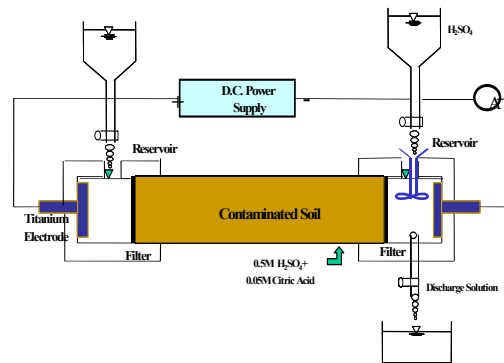 H₂SO₄
D.C. Power
Supply
+
-
A
Reservoir
Reservoir
Titanium
Electrode
Contaminated Soil
Filter
Filter
0.5M H₂SO₄+
0.05M Citric Acid
Discharge Solution